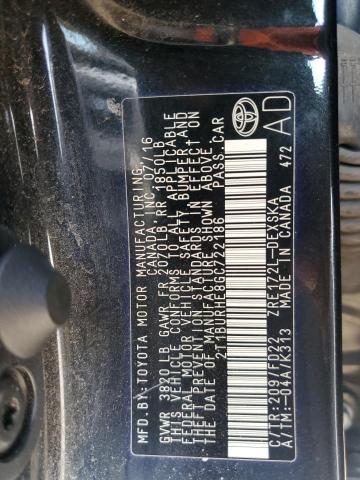 MFD.BY:TOYOTA MOTOR MANUFACTURING
CANADA, INC. 07/16
GVWR 3820 LB GAWR FR 2070LB RR 1850LB
THIS VEHICLE CONFORMS TO ALL APPLICABLE
FEDERAL MOTOR VEHICLE SAFETY, BUMPER, AND
THEFT PREVENTION STANDARDS IN EFFECT ON
THE DATE OF MANUFACTURE SHOWN ABOVE.
2T1BURHE8GC722186 PASS CAR
C/TR:209/FD22 ZRE172L-DEXSKA
A/TM:-04A/K313 MADE IN CANADA 472
AD